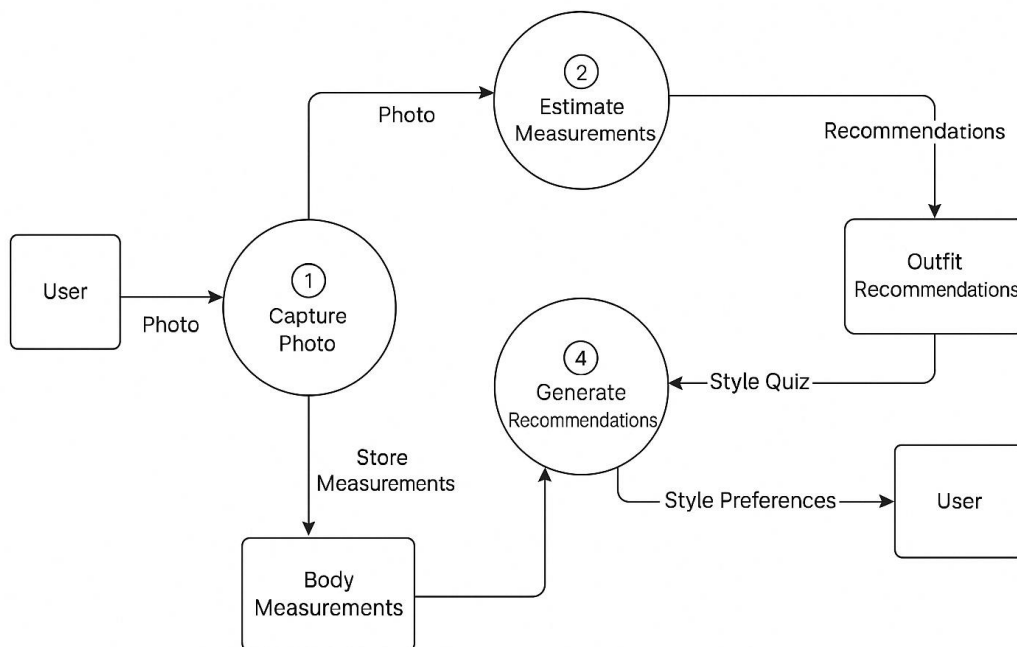 2
Estimate
Measurements
Photo
Recommendations
User
Photo
1
Capture
Photo
Outfit
Recommendations
4
Generate
Recommendations
Style Quiz
Store
Measurements
Style Preferences
User
Body
Measurements